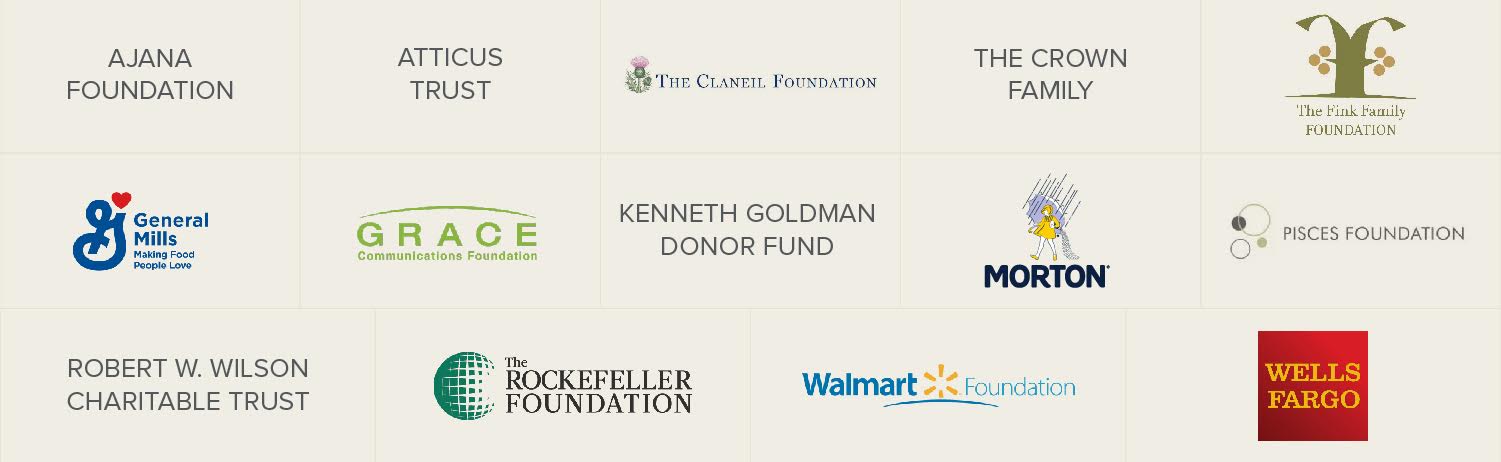 AJANA
FOUNDATION
ATTICUS
TRUST
THE CLANEIL FOUNDATION
THE CROWN
FAMILY
The Fink Family
FOUNDATION
General
Mills
Making Food
People Love
GRACE
Communications Foundation
KENNETH GOLDMAN
DONOR FUND
MORTON
PISCES FOUNDATION
ROBERT W. WILSON
CHARITABLE TRUST
The
ROCKEFELLER
FOUNDATION
Walmart Foundation
WELLS
FARGO